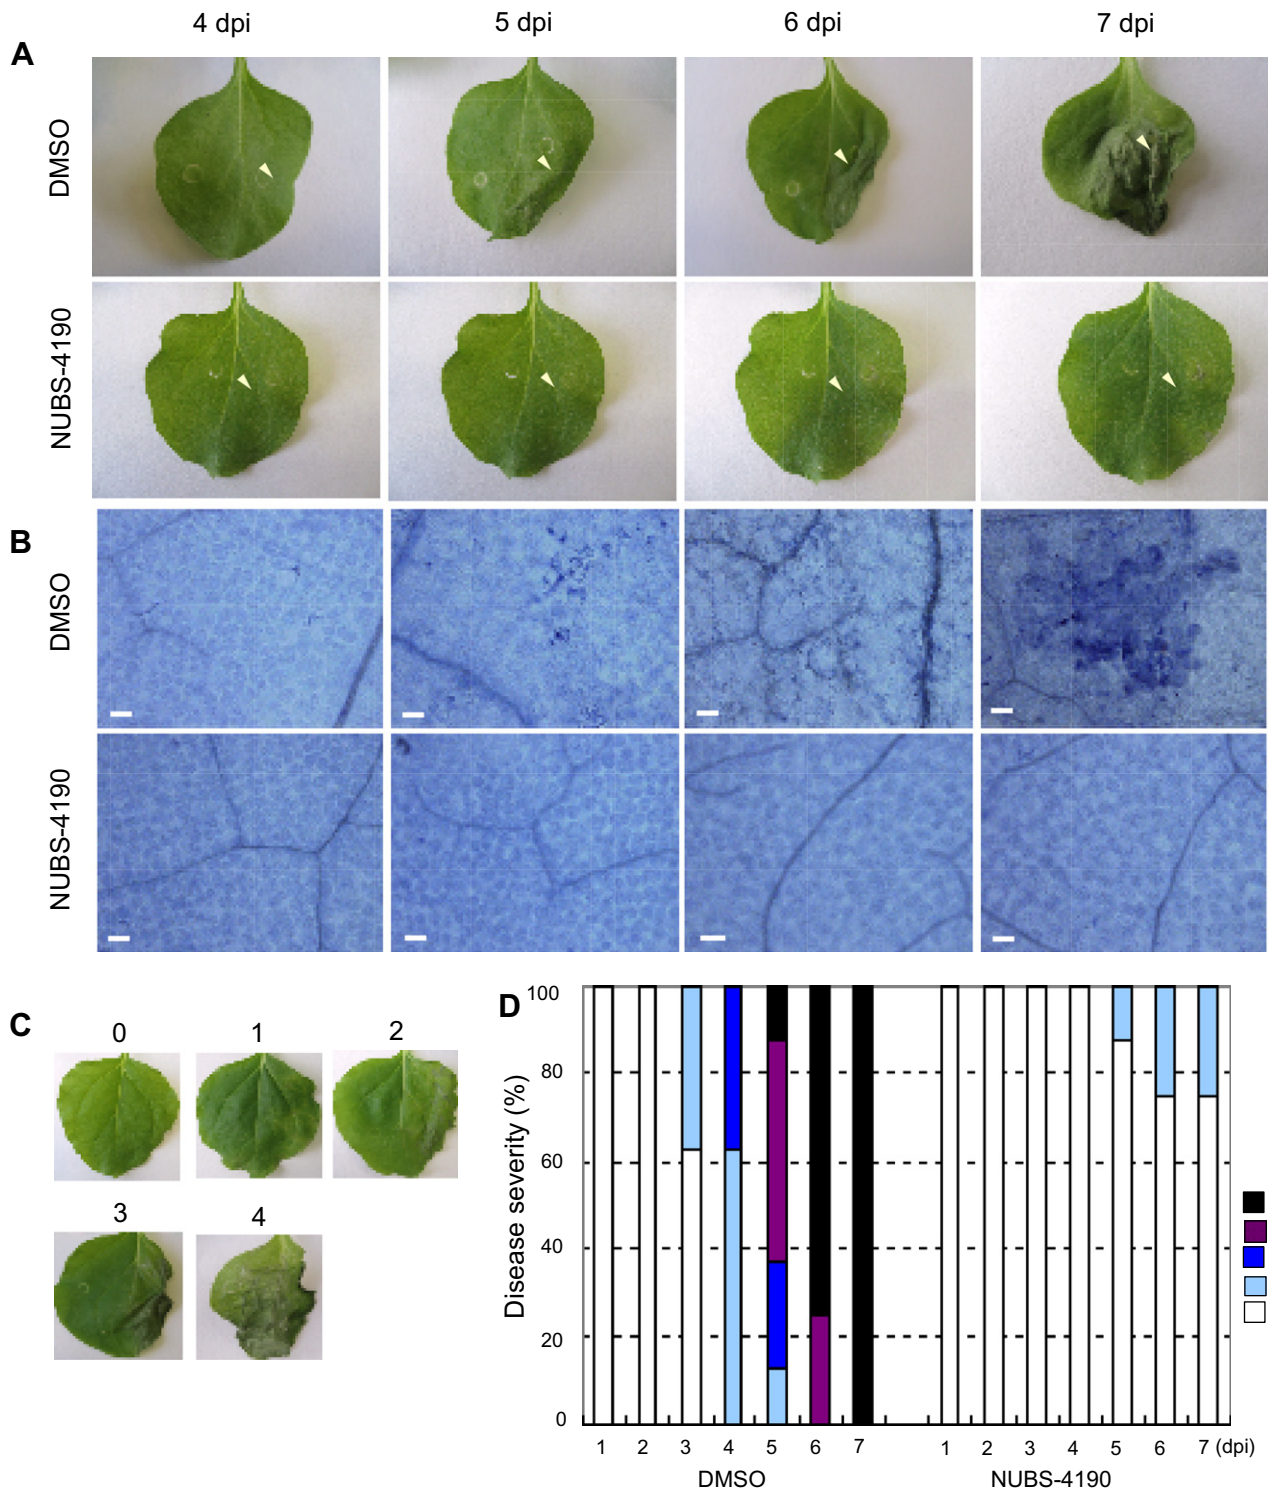 4 dpi 5 dpi 6 dpi 7 dpi
A
DMSO
NUBS-4190
B
DMSO
NUBS-4190
C
0 1 2
3 4
D
Disease severity (%)
100
80
60
40
20
0
1 2 3 4 5 6 7 1 2 3 4 5 6 7 (dpi)
DMSO NUBS-4190